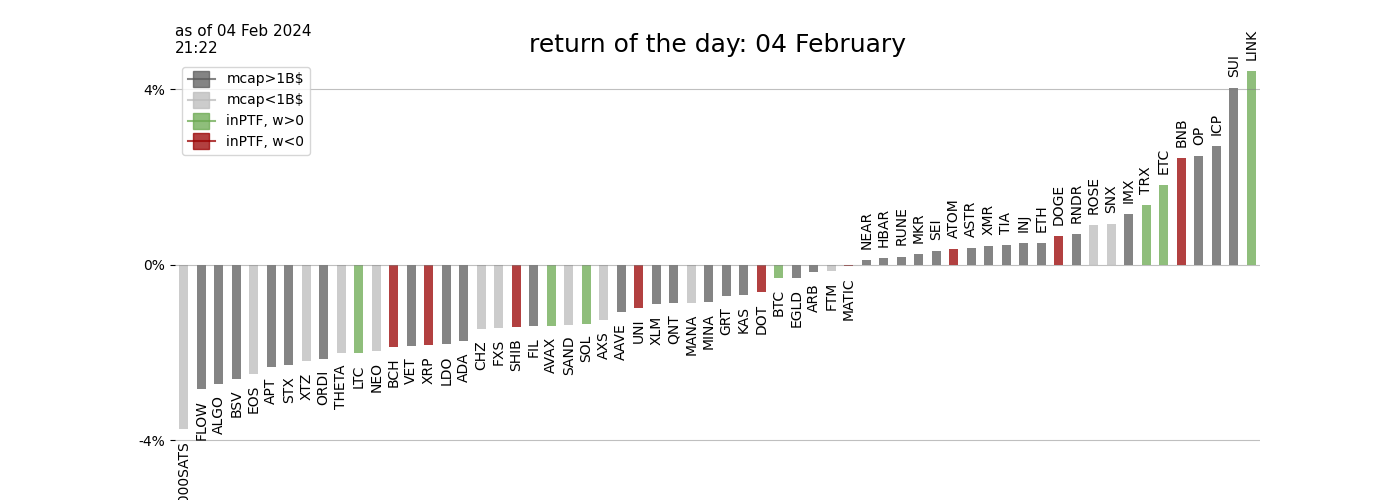 as of 04 Feb 2024
21:22
return of the day: 04 February
mcap>1B$
mcap<1B$
inPTF, w>0
inPTF, w<0
4%
0%
-4%
000SATS
FLOW
ALGO
BSV
EOS
APT
STX
XTZ
ORDI
THETA
LTC
NEO
BCH
VET
XRP
LDO
ADA
CHZ
FXS
SHIB
FIL
AVAX
SAND
SOL
AXS
AAVE
UNI
XLM
QNT
MANA
MINA
GRT
KAS
DOT
BTC
EGLD
ARB
FTM
MATIC
NEAR
HBAR
RUNE
MKR
SEI
ATOM
ASTR
XMR
TIA
INJ
ETH
DOGE
RNDR
ROSE
SNX
IMX
TRX
ETC
BNB
OP
ICP
SUI
LINK